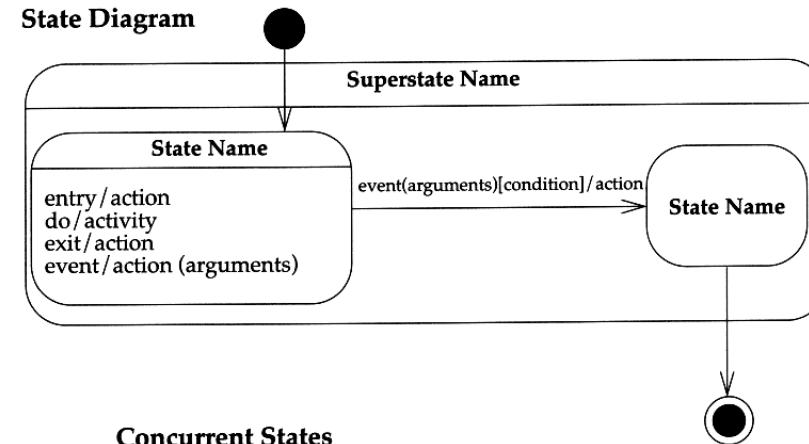 State Diagram
Superstate Name
State Name
entry/action
do/activity
exit/action
event/action (arguments)
event(arguments)[condition]/action
State Name
Concurrent States